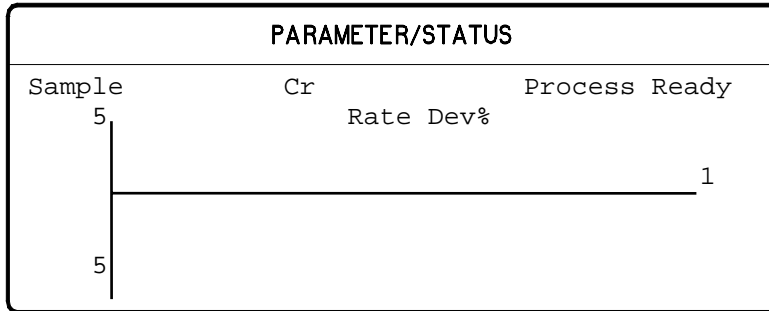 PARAMETER/STATUS
Sample Cr Process Ready
5 Rate Dev%
1
5